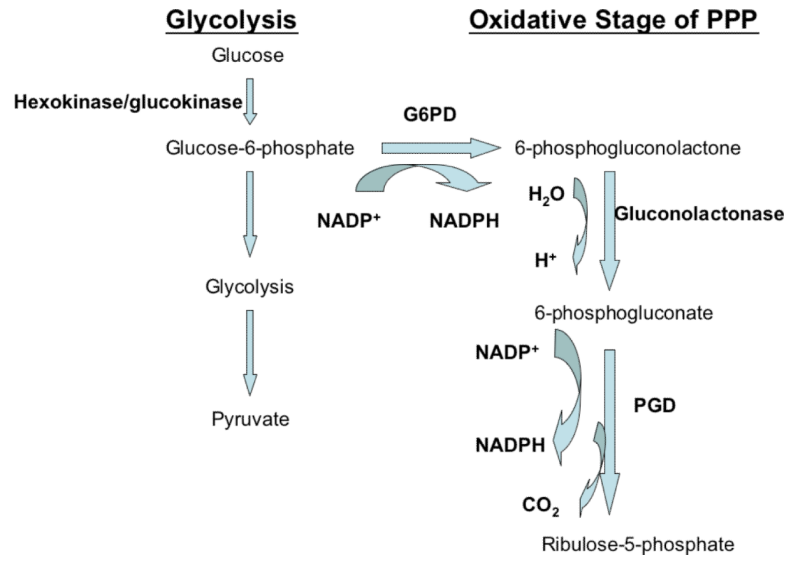 Glycolysis
Oxidative Stage of PPP
Glucose
Hexokinase/glucokinase
G6PD
Glucose-6-phosphate
6-phosphogluconolactone
NADP⁺
NADPH
H₂O
Gluconolactonase
H⁺
Glycolysis
6-phosphogluconate
NADP⁺
PGD
Pyruvate
NADPH
CO₂
Ribulose-5-phosphate